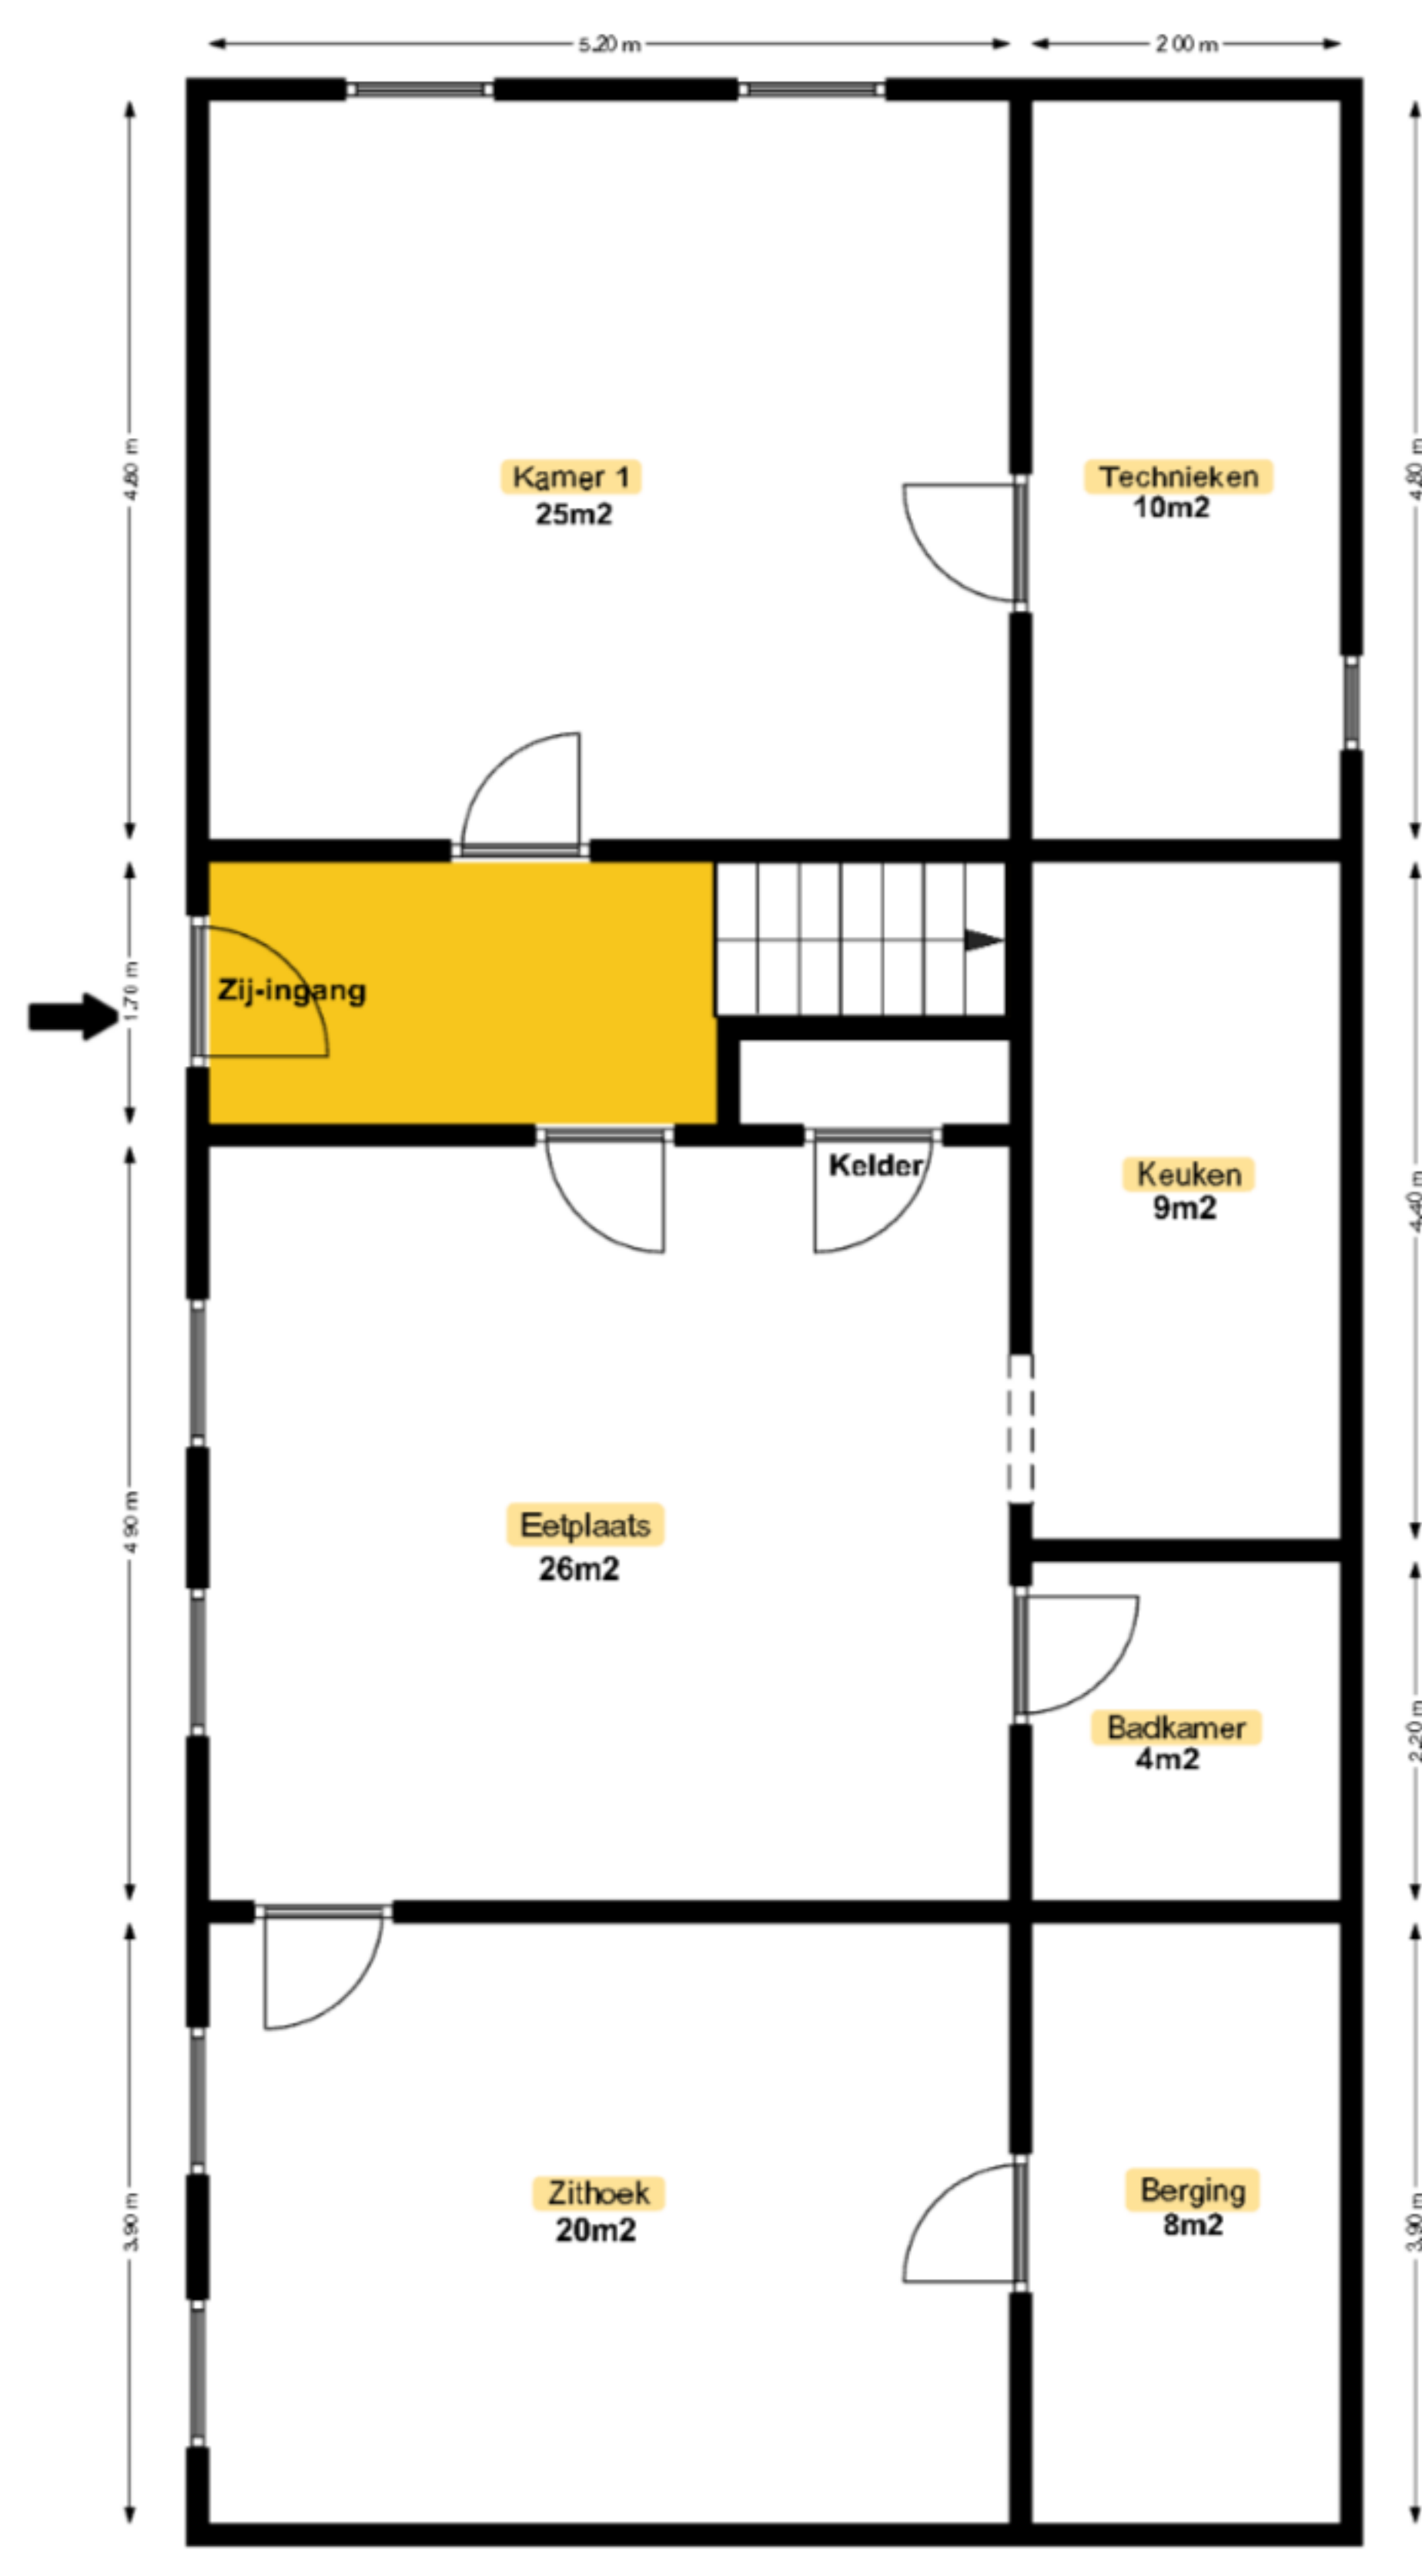 5.20 m
2 00 m
4.80 m
4.80 m
Kamer 1
25m2
Technieken
10m2
Zij-ingang
1.70 m
Kelder
Keuken
9m2
4.40 m
4 90 m
Eetplaats
26m2
Badkamer
4m2
2.20 m
Zithoek
20m2
Berging
8m2
3.90 m
3.90 m